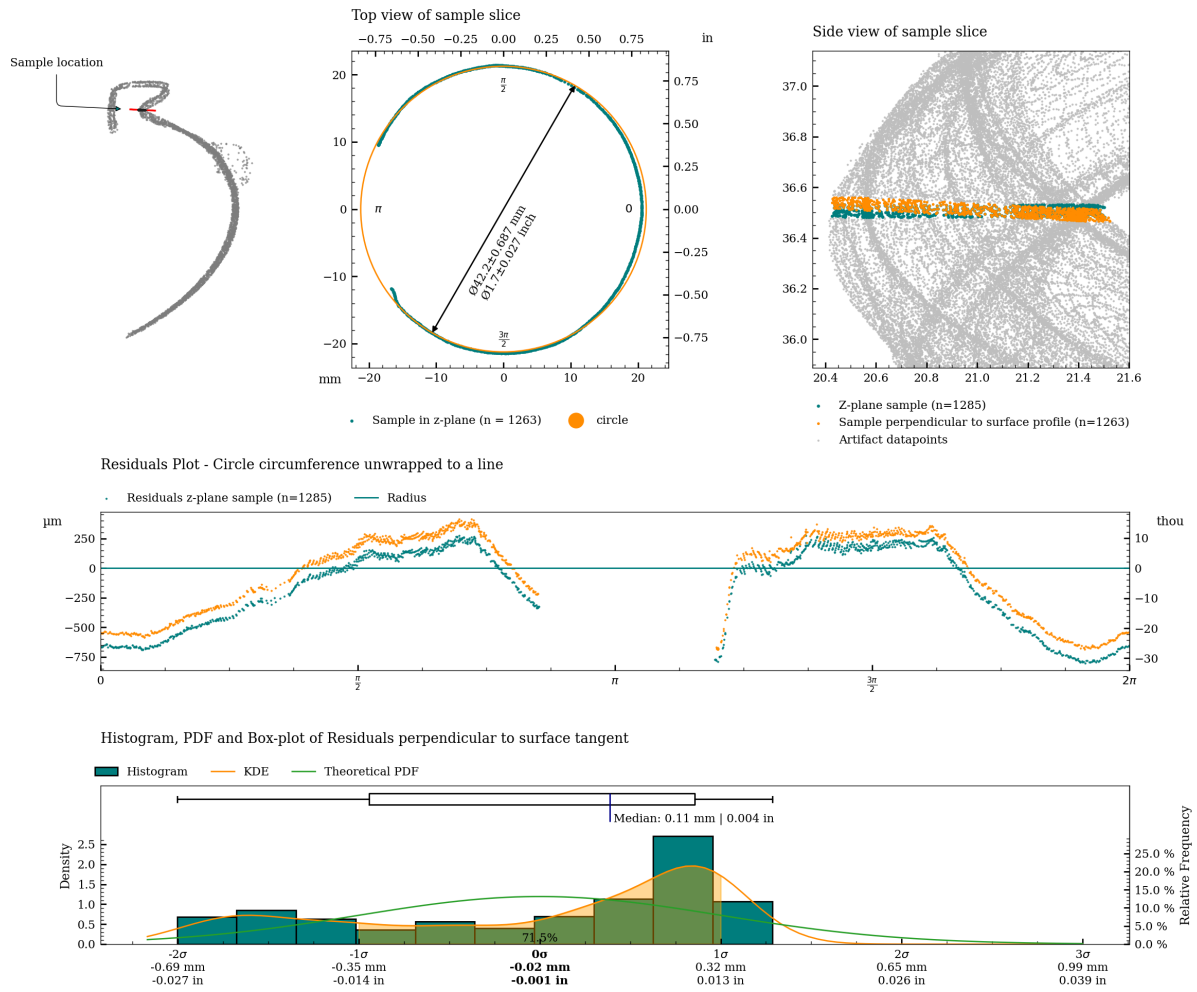 Top view of sample slice
−0.75 −0.50 −0.25 0.00 0.25 0.50 0.75 in
Side view of sample slice
Sample location
20
10
0
−10
−20
0.75
0.50
0.25
0.00
−0.25
−0.50
−0.75
π/2
π
0
3π/2
Ø42.2±0.687 mm
Ø1.7±0.027 inch
mm −20 −10 0 10 20
37.0
36.8
36.6
36.4
36.2
36.0
20.4 20.6 20.8 21.0 21.2 21.4 21.6
Sample in z-plane (n = 1263) circle
Z-plane sample (n=1285)
Sample perpendicular to surface profile (n=1263)
Artifact datapoints
Residuals Plot - Circle circumference unwrapped to a line
Residuals z-plane sample (n=1285) Radius
µm thou
250
0
−250
−500
−750
10
0
−10
−20
−30
0 π/2 π 3π/2 2π
Histogram, PDF and Box-plot of Residuals perpendicular to surface tangent
Histogram KDE Theoretical PDF
Median: 0.11 mm | 0.004 in
Density
2.5
2.0
1.5
1.0
0.5
0.0
Relative Frequency
25.0 %
20.0 %
15.0 %
10.0 %
5.0 %
0.0 %
71.5%
-2σ -1σ 0σ 1σ 2σ 3σ
-0.69 mm -0.35 mm -0.02 mm 0.32 mm 0.65 mm 0.99 mm
-0.027 in -0.014 in -0.001 in 0.013 in 0.026 in 0.039 in